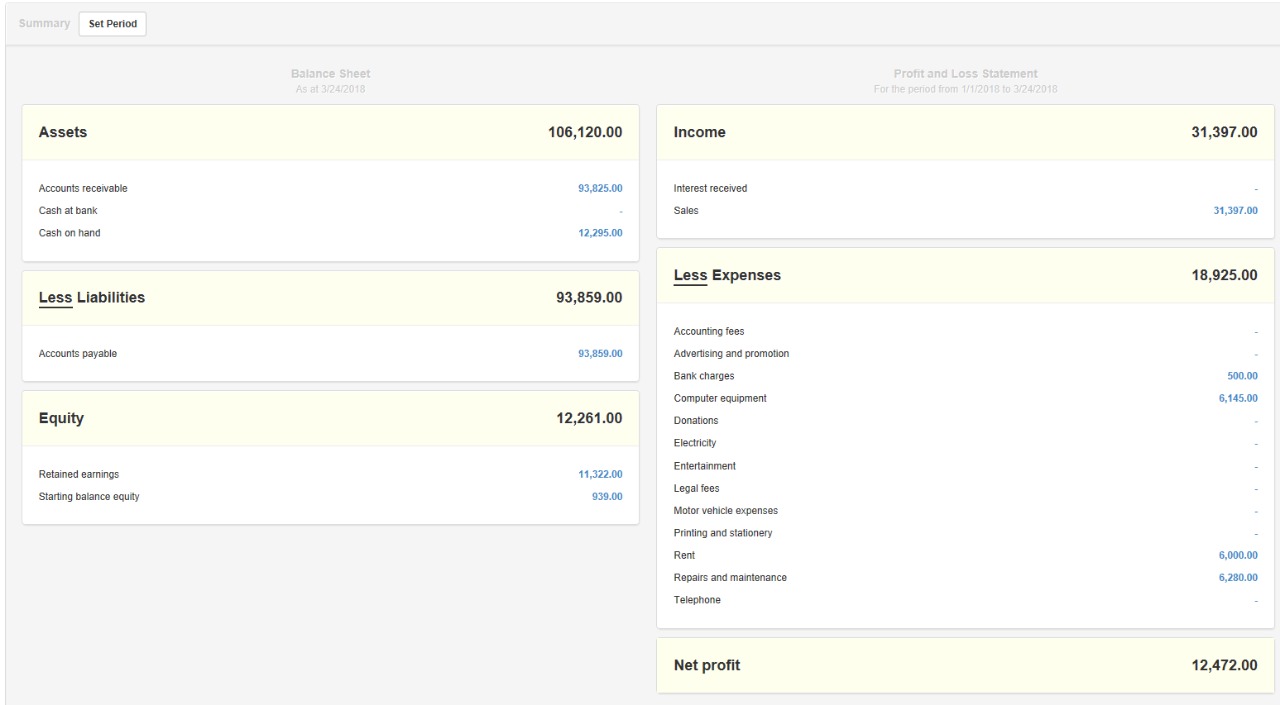 Summary Set Period
Balance Sheet
As at 3/24/2018
Assets 106,120.00
Accounts receivable 93,825.00
Cash at bank -
Cash on hand 12,295.00
Less Liabilities 93,859.00
Accounts payable 93,859.00
Equity 12,261.00
Retained earnings 11,322.00
Starting balance equity 939.00
Profit and Loss Statement
For the period from 1/1/2018 to 3/24/2018
Income 31,397.00
Interest received -
Sales 31,397.00
Less Expenses 18,925.00
Accounting fees -
Advertising and promotion -
Bank charges 500.00
Computer equipment 6,145.00
Donations -
Electricity -
Entertainment -
Legal fees -
Motor vehicle expenses -
Printing and stationery -
Rent 6,000.00
Repairs and maintenance 6,280.00
Telephone -
Net profit 12,472.00